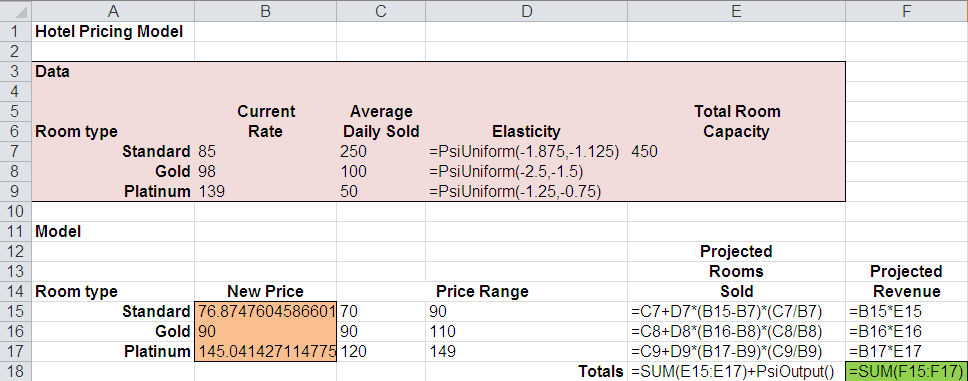 A B C D E F
1 Hotel Pricing Model
2
3 Data
4
5 Current Average Total Room
6 Room type Rate Daily Sold Elasticity Capacity
7 Standard 85 250 =PsiUniform(-1.875,-1.125) 450
8 Gold 98 100 =PsiUniform(-2.5,-1.5)
9 Platinum 139 50 =PsiUniform(-1.25,-0.75)
10
11 Model
12 Projected
13 Rooms Projected
14 Room type New Price Price Range Sold Revenue
15 Standard 76.8747604586601 70 90 =C7+D7*(B15-B7)*(C7/B7) =B15*E15
16 Gold 90 90 110 =C8+D8*(B16-B8)*(C8/B8) =B16*E16
17 Platinum 145.041427114775 120 149 =C9+D9*(B17-B9)*(C9/B9) =B17*E17
18 Totals =SUM(E15:E17)+PsiOutput() =SUM(F15:F17)